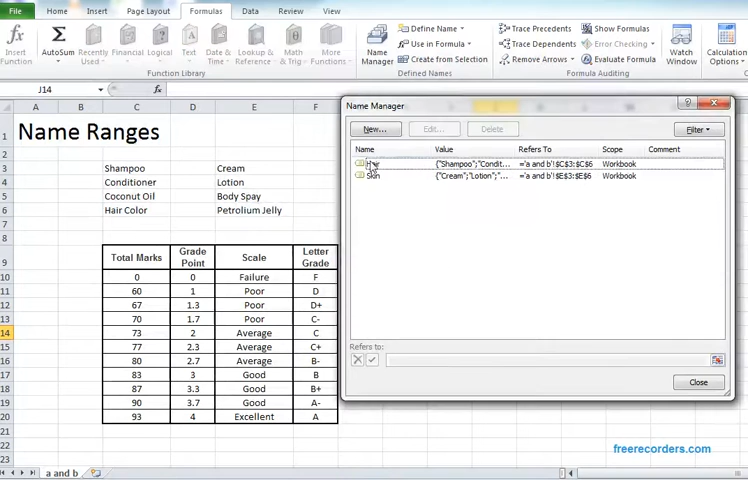 File Home Insert Page Layout Formulas Data Review View
Insert Function AutoSum Recently Used Financial Logical Text Date & Time Lookup & Reference Math & Trig More Functions
Function Library
Name Manager Define Name Use in Formula Create from Selection
Defined Names
Trace Precedents Show Formulas
Trace Dependents Error Checking
Remove Arrows Evaluate Formula
Formula Auditing
Watch Window Calculation Options
J14 fx
A B C D E F
Name Ranges
Shampoo Cream
Conditioner Lotion
Coconut Oil Body Spay
Hair Color Petrolium Jelly
Total Marks Grade Point Scale Letter Grade
0 0 Failure F
60 1 Poor D
67 1.3 Poor D+
70 1.7 Poor C-
73 2 Average C
77 2.3 Average C+
80 2.7 Average B-
83 3 Good B
87 3.3 Good B+
90 3.7 Good A-
93 4 Excellent A
1
2
3
4
5
6
7
8
9
10
11
12
13
14
15
16
17
18
19
20
21
22
23
a and b
Name Manager
New... Edit... Delete Filter
Name Value Refers To Scope Comment
{"Shampoo";"Condit... ='a and b'!$C$3:$C$6 Workbook
Skin {"Cream";"Lotion";"... ='a and b'!$E$3:$E$6 Workbook
Refers to:
Close
freerecorders.com